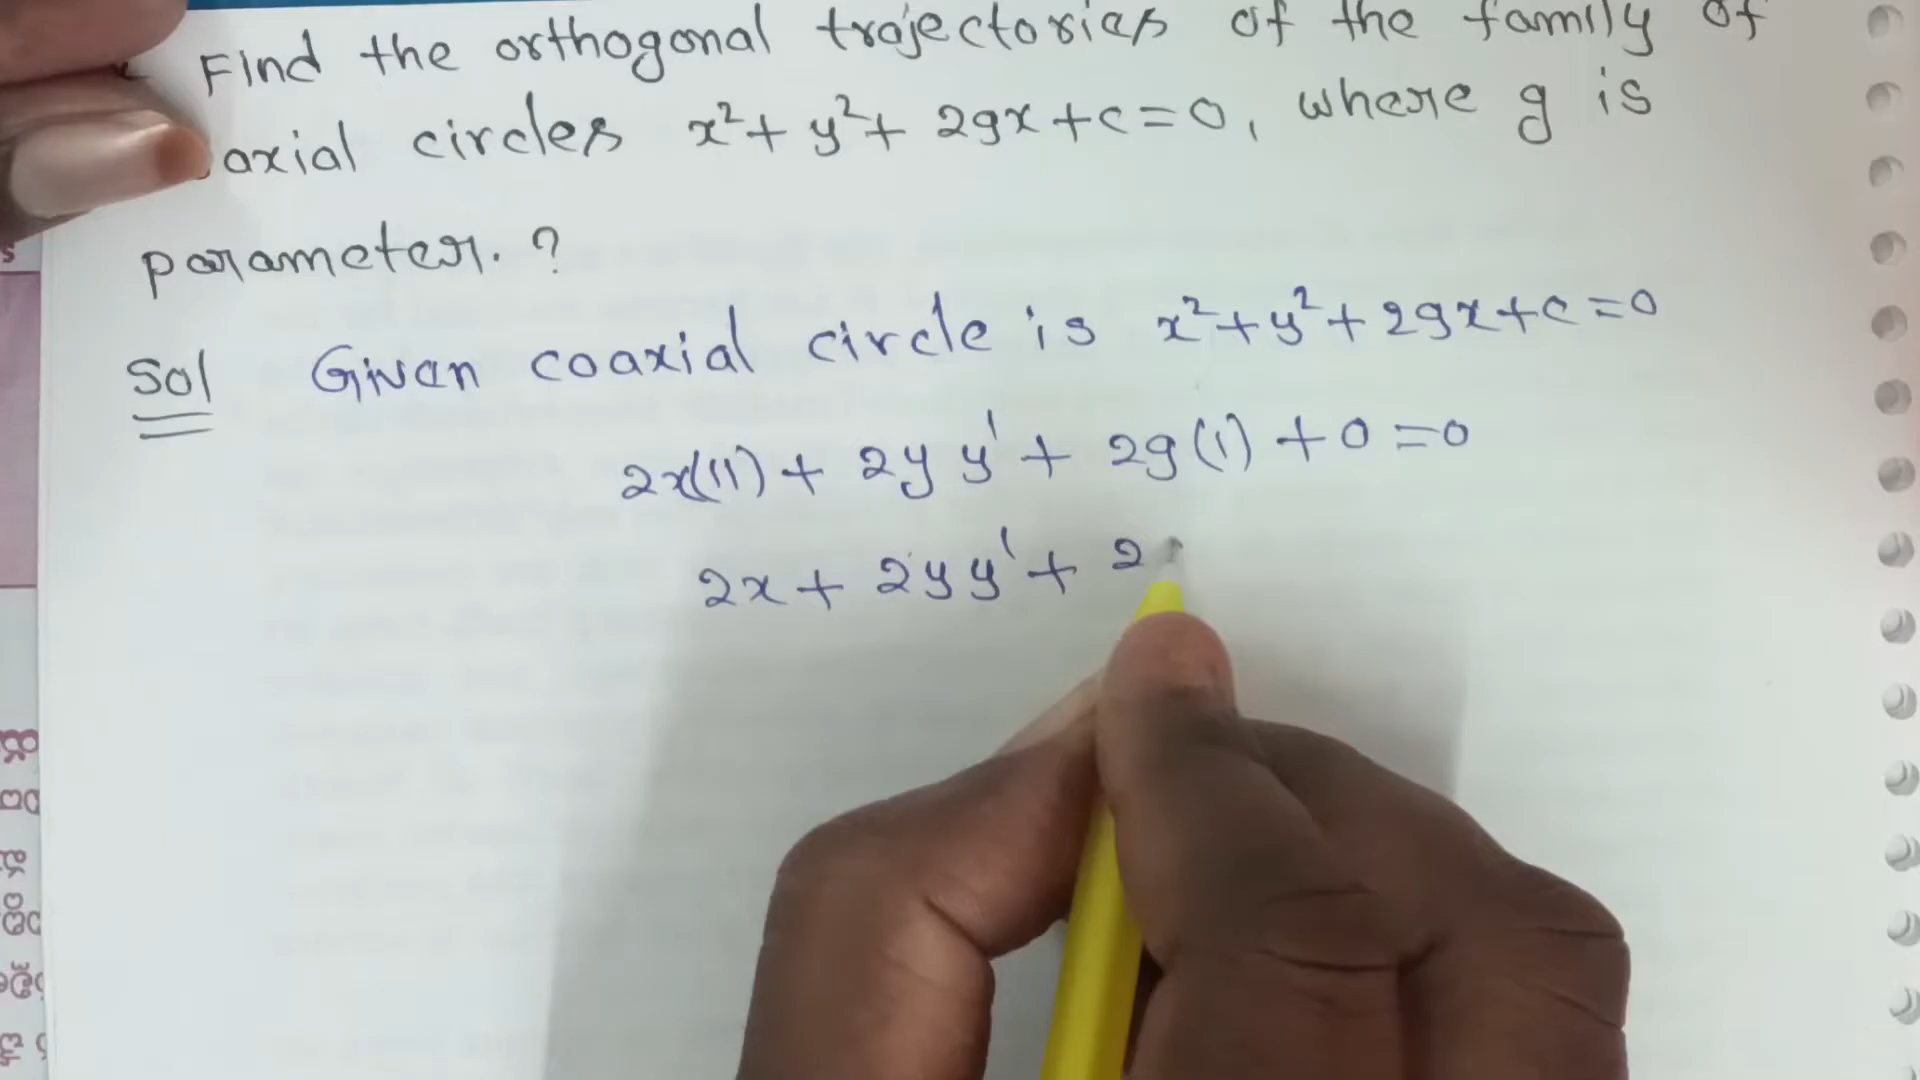 Find the orthogonal trajectories of the family of
axial circles x²+ y²+ 2gx+c=0, where g is
parameter. ?
Sol Given coaxial circle is x²+y²+2gx+c=0
2x(1)+ 2y y'+ 2g(1)+0=0
2x+ 2yy'+ 2